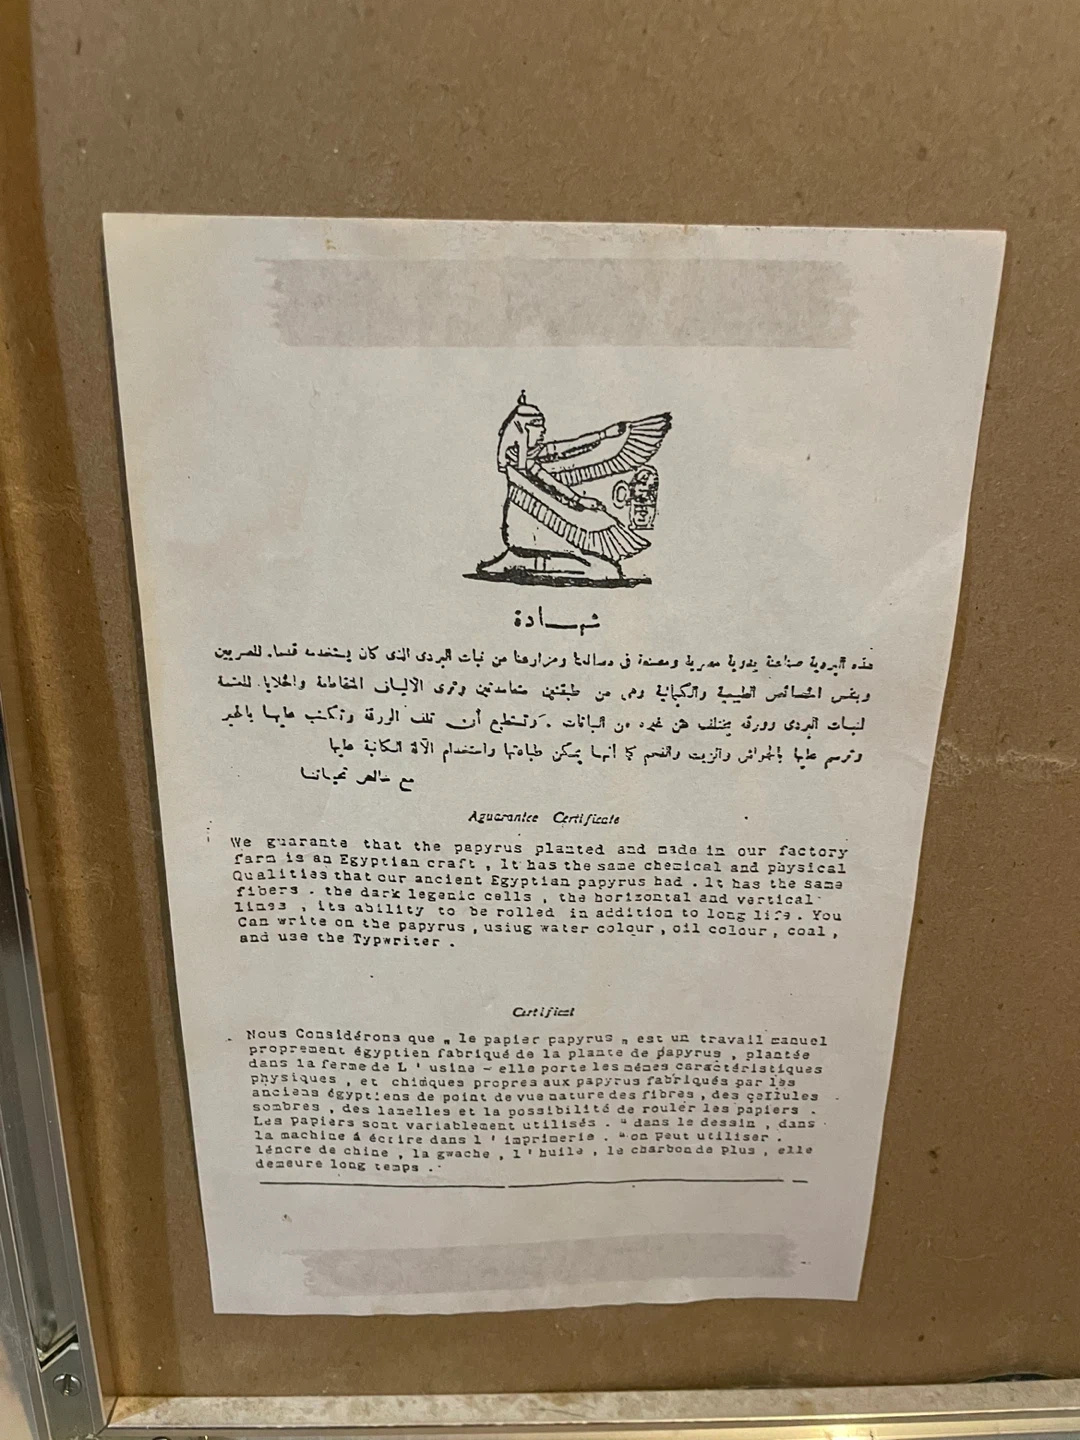 شهـــادة
هذه البردية صناعة يدوية مصرية ومصنعة فى مصانعنا ومزارعنا من نبات البردى الذى كان يستخدمه قدماء للصريين
وبنفس الخصائص الطبيعية والكيميائية وهى من طبقتين متعامدتين وترى الالياف المتقاطعة والخلايا للعتمة
لنبات البردى وورقه يختلف عن غيره من النباتات . وتستطيع أن تلف الورقة وتكتب عليها بالحبر
وترسم عليها بالجواش والزيت والفحم كما أنها يمكن طباعتها واستخدام الآلة الكاتبة عليها
مع خالص تحياتنا
Aguarantee Certificate
We guarante that the papyrus planted and made in our factory
farm is an Egyptian craft , It has the same chemical and physical
Qualities that our ancient Egyptian papyrus had . It has the same
fibers . the dark legenic cells , the horizontal and vertical
lines , its ability to be rolled in addition to long life . You
Can write on the papyrus , usiug water colour , oil colour , coal ,
and use the Typwriter .
Certificat
Nous Considérons que „ le papier papyrus „ est un travail manuel
proprement égyptien fabriqué de la plante de papyrus , plantée
dans la ferme de L ' usine - elle porte les mémes caractéristiques
physiques , et chimques propres aux papyrus fabriqués par les
anciens égyptiens de point de vue nature des fibres , des cellules
sombres , des lamelles et la possibilité de rouler les papiers .
Les papiers sont variablement utilisés . “ dans le dessin , dans
la machine á écrire dans l ' imprimerie . “ on peut utiliser .
léncre de chine , la gwache , l ' huile , le charbon de plus , elle
demeure long temps .